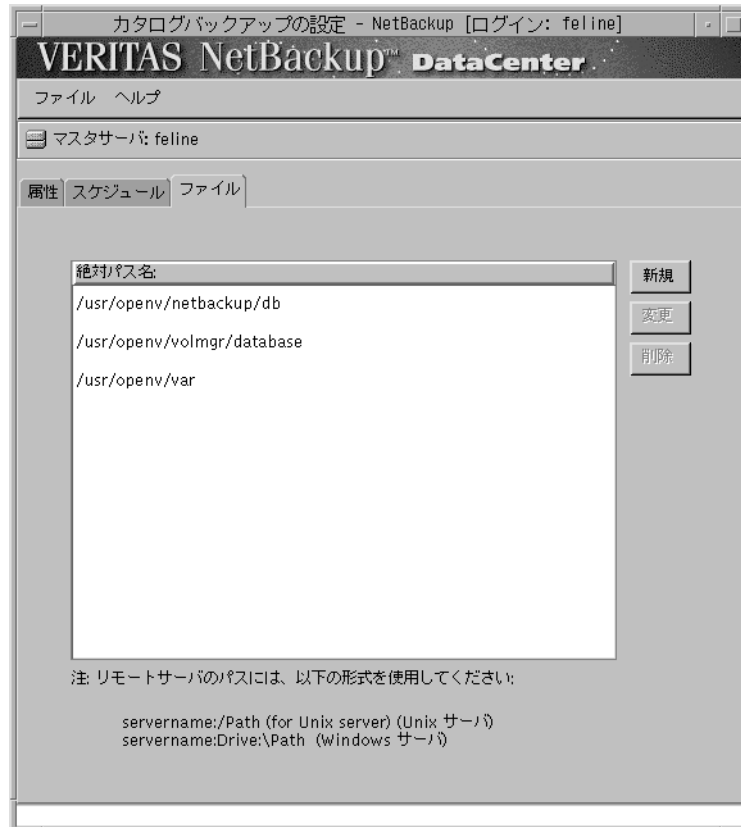 カタログバックアップの設定 - NetBackup [ログイン: feline]
VERITAS NetBackup™ DataCenter
ファイル ヘルプ
マスタサーバ: feline
属性 スケジュール ファイル
絶対パス名:
新規
/usr/openv/netbackup/db
変更
/usr/openv/volmgr/database
削除
/usr/openv/var
注: リモートサーバのパスには、以下の形式を使用してください:
servername:/Path (for Unix server) (Unix サーバ)
servername:Drive:\Path (Windows サーバ)